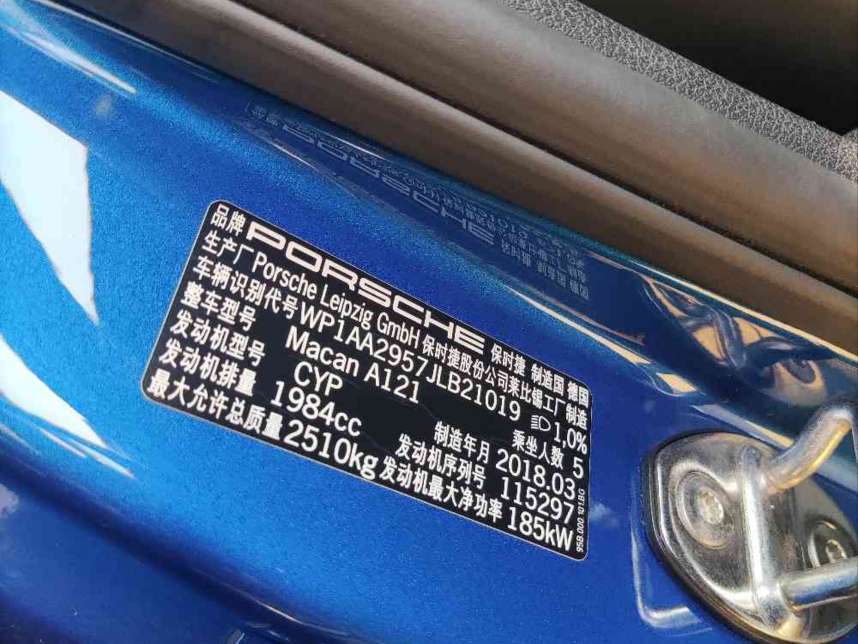 品牌 PORSCHE 保时捷 制造国 德国
生产厂 Porsche Leipzig GmbH 保时捷股份公司莱比锡工厂制造
车辆识别代号 WP1AA2957JLB21019 1,0%
整车型号 Macan A121 乘坐人数 5
发动机型号 CYP 制造年月 2018.03
发动机排量 1984cc 发动机序列号 115297
最大允许总质量 2510kg 发动机最大净功率 185kW
95B.000.101.BQ